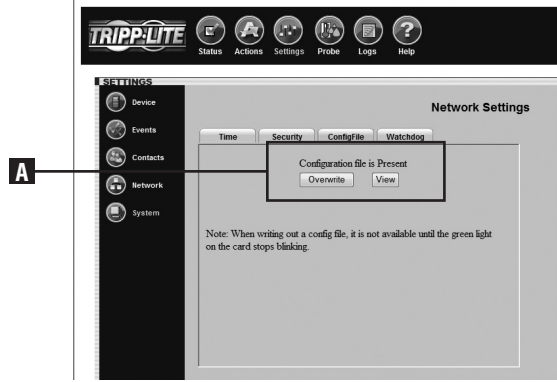 TRIPP·LITE
Status Actions Settings Probe Logs Help
SETTINGS
Device
Events
Contacts
Network
System
Network Settings
Time Security ConfigFile Watchdog
A
Configuration file is Present
Overwrite View
Note: When writing out a config file, it is not available until the green light
on the card stops blinking.